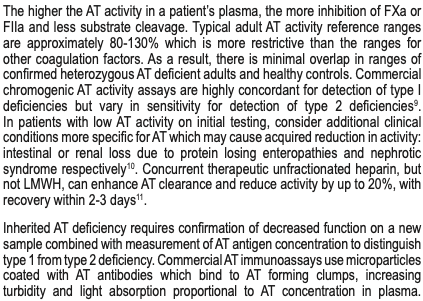 The higher the AT activity in a patient's plasma, the more inhibition of FXa or
FIIa and less substrate cleavage. Typical adult AT activity reference ranges
are approximately 80-130% which is more restrictive than the ranges for
other coagulation factors. As a result, there is minimal overlap in ranges of
confirmed heterozygous AT deficient adults and healthy controls. Commercial
chromogenic AT activity assays are highly concordant for detection of type I
deficiencies but vary in sensitivity for detection of type 2 deficiencies⁹.
In patients with low AT activity on initial testing, consider additional clinical
conditions more specific for AT which may cause acquired reduction in activity:
intestinal or renal loss due to protein losing enteropathies and nephrotic
syndrome respectively¹⁰. Concurrent therapeutic unfractionated heparin, but
not LMWH, can enhance AT clearance and reduce activity by up to 20%, with
recovery within 2-3 days¹¹.
Inherited AT deficiency requires confirmation of decreased function on a new
sample combined with measurement of AT antigen concentration to distinguish
type 1 from type 2 deficiency. Commercial AT immunoassays use microparticles
coated with AT antibodies which bind to AT forming clumps, increasing
turbidity and light absorption proportional to AT concentration in plasma.